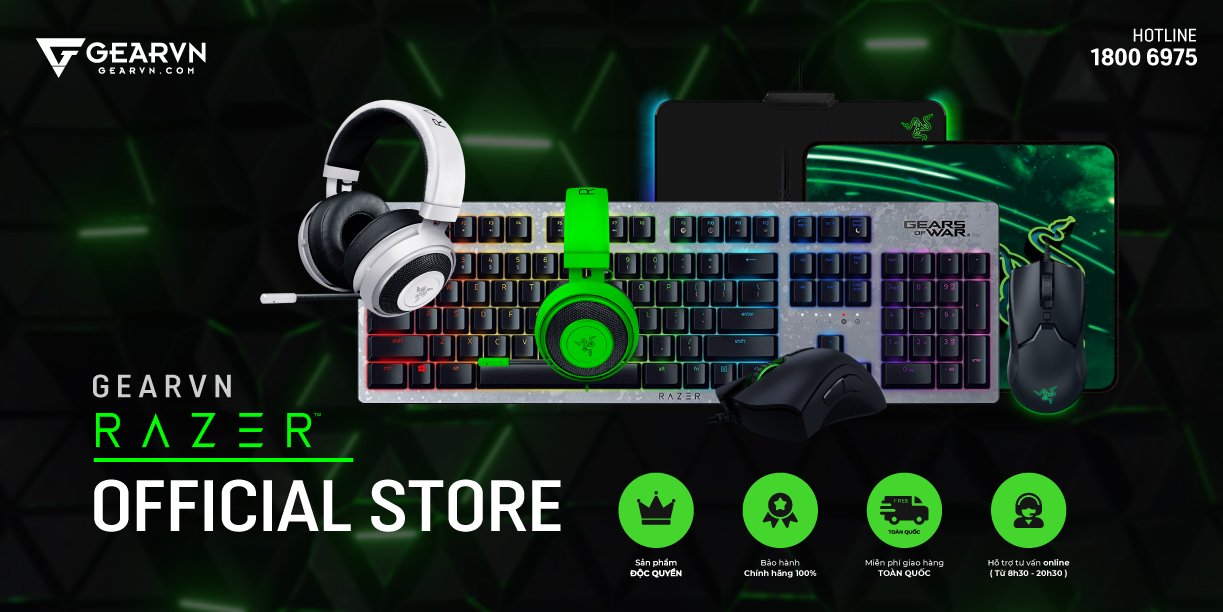 GEARVN
GEARVN.COM
HOTLINE
1800 6975
GEARS
OF WAR
RAZER
GEARVN
RAZER™
OFFICIAL STORE
FREE
TOÀN QUỐC
Sản phẩm
ĐỘC QUYỀN
Bảo hành
Chính hãng 100%
Miễn phí giao hàng
TOÀN QUỐC
Hỗ trợ tư vấn online
( Từ 8h30 - 20h30 )